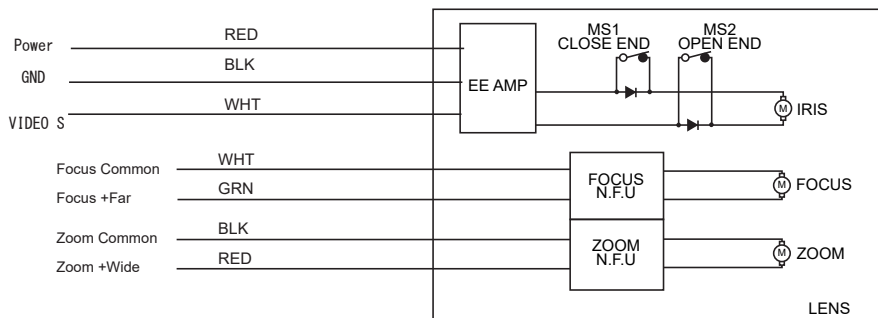 Power
RED
GND
BLK
VIDEO S
WHT
EE AMP
MS1
CLOSE END
MS2
OPEN END
M
IRIS
Focus Common
WHT
Focus +Far
GRN
FOCUS
N.F.U
M
FOCUS
Zoom Common
BLK
Zoom +Wide
RED
ZOOM
N.F.U
M
ZOOM
LENS